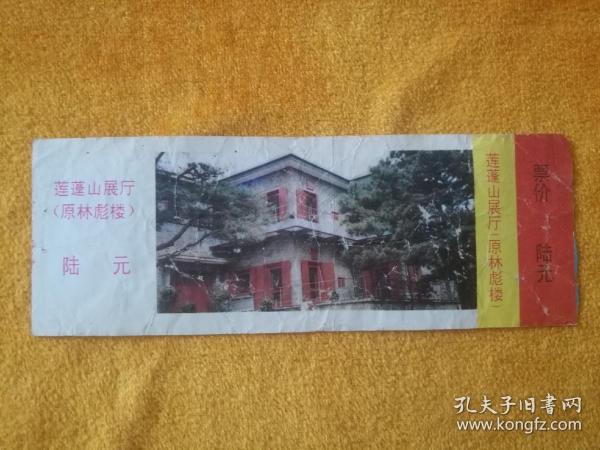 莲蓬山展厅
（原林彪楼）
陆 元
莲蓬山展厅（原林彪楼）
票价 陆元
孔夫子旧书网
www.kongfz.com